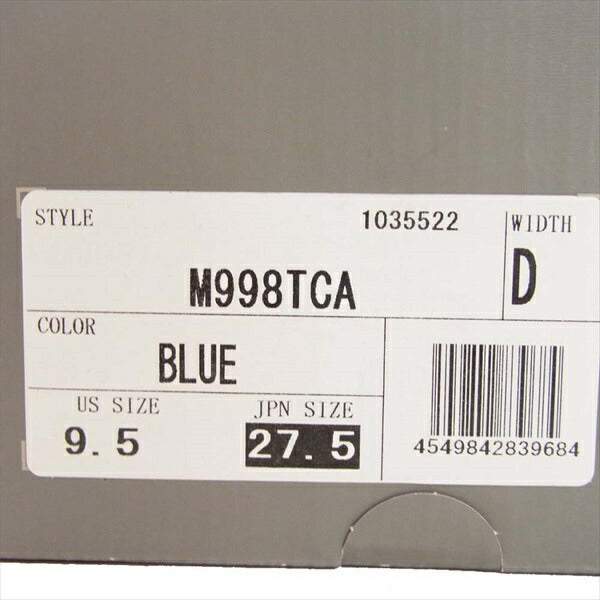 STYLE 1035522 WIDTH
M998TCA D
COLOR
BLUE
US SIZE JPN SIZE
9.5 27.5
4549842839684